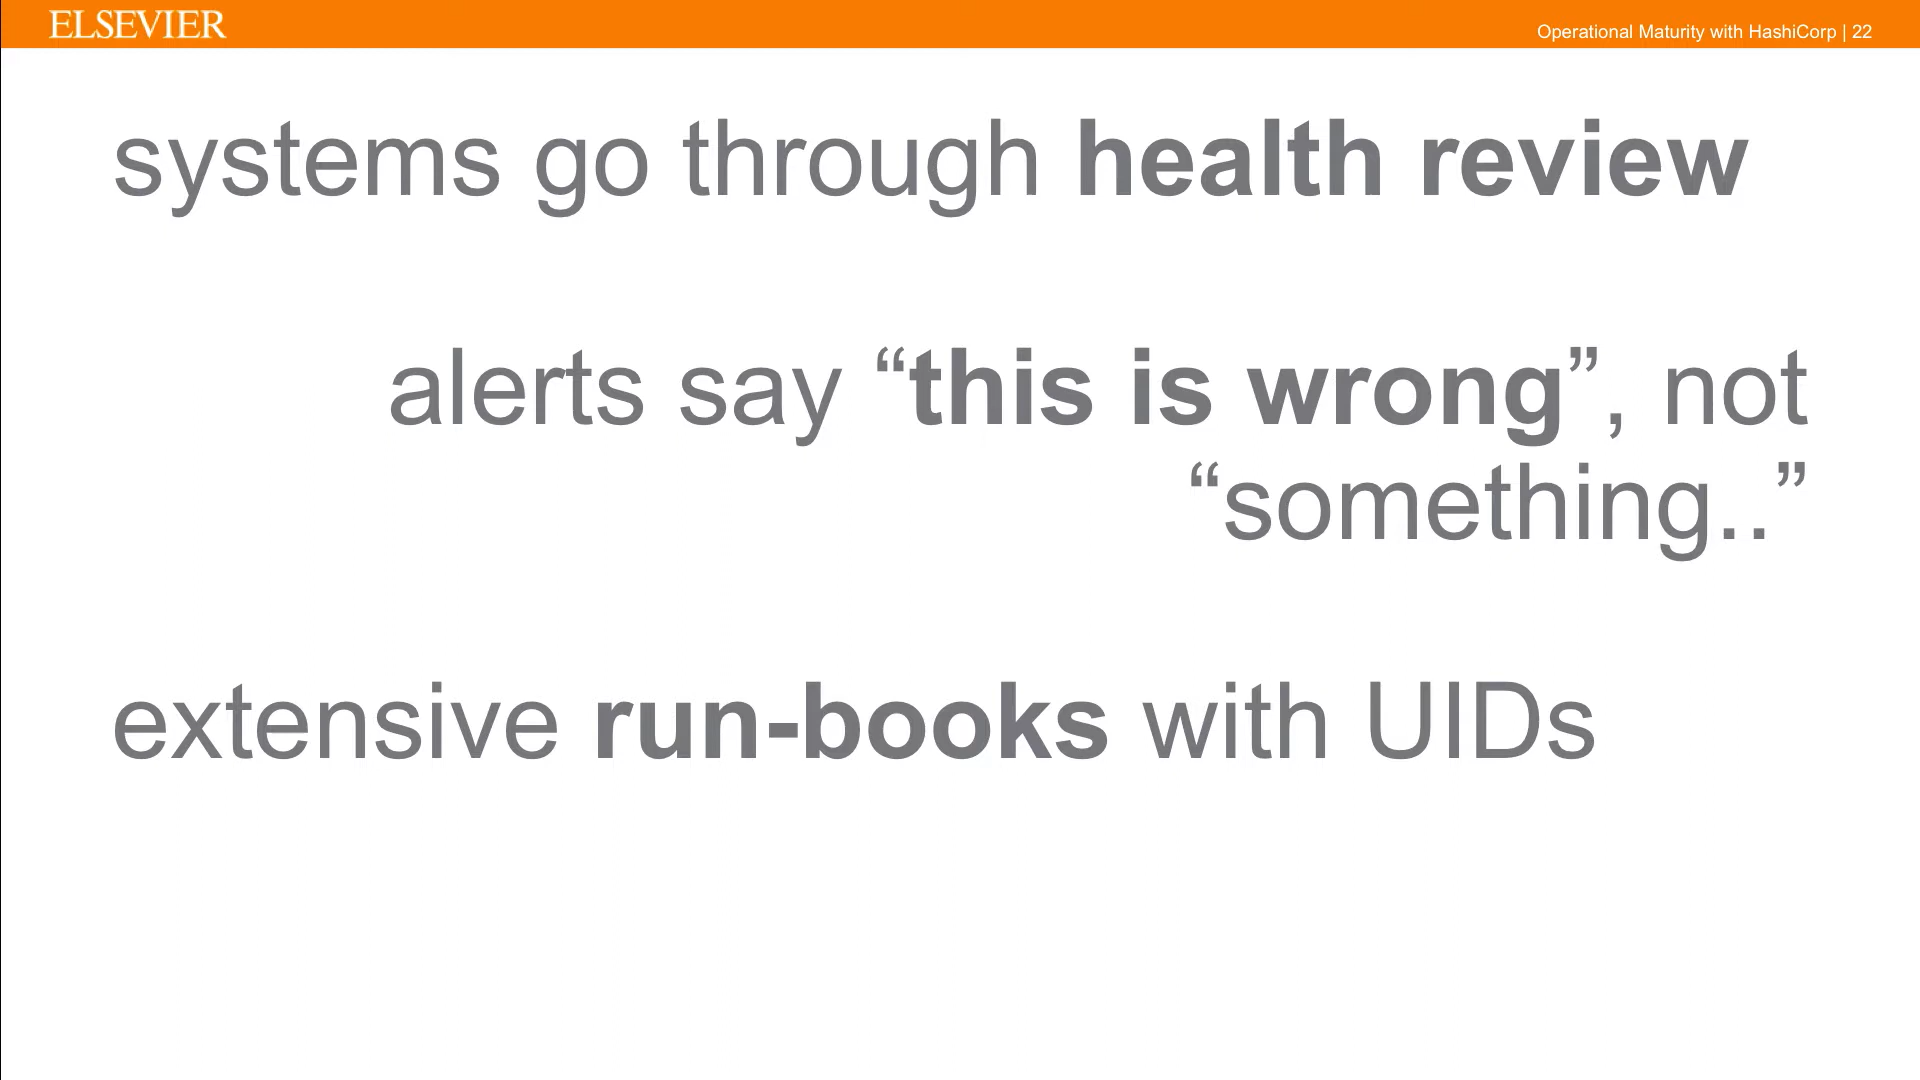 ELSEVIER
Operational Maturity with HashiCorp | 22
systems go through health review
alerts say “this is wrong”, not
“something..”
extensive run-books with UIDs